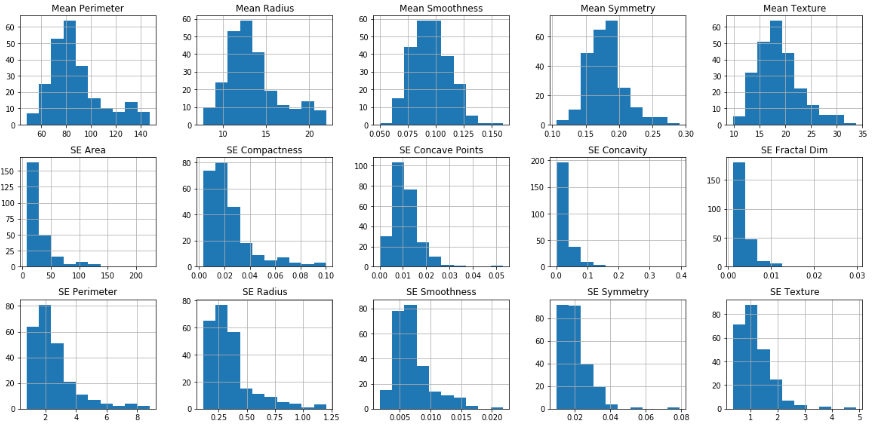 Mean Perimeter Mean Radius Mean Smoothness Mean Symmetry Mean Texture
60 50 40 30 20 10 0
60 50 40 30 20 10 0
60 50 40 30 20 10 0
70 60 50 40 30 20 10 0
60 50 40 30 20 10 0
60 80 100 120 140
10 15 20
0.050 0.075 0.100 0.125 0.150
0.10 0.15 0.20 0.25 0.30
10 15 20 25 30 35
SE Area SE Compactness SE Concave Points SE Concavity SE Fractal Dim
150 125 100 75 50 25 0
80 60 40 20 0
100 80 60 40 20 0
200 150 100 50 0
150 100 50 0
0 50 100 150 200
0.00 0.02 0.04 0.06 0.08 0.10
0.00 0.01 0.02 0.03 0.04 0.05
0.0 0.1 0.2 0.3 0.4
0.00 0.01 0.02 0.03
SE Perimeter SE Radius SE Smoothness SE Symmetry SE Texture
80 60 40 20 0
80 60 40 20 0
80 60 40 20 0
80 60 40 20 0
80 60 40 20 0
2 4 6 8
0.25 0.50 0.75 1.00 1.25
0.005 0.010 0.015 0.020
0.02 0.04 0.06 0.08
1 2 3 4 5